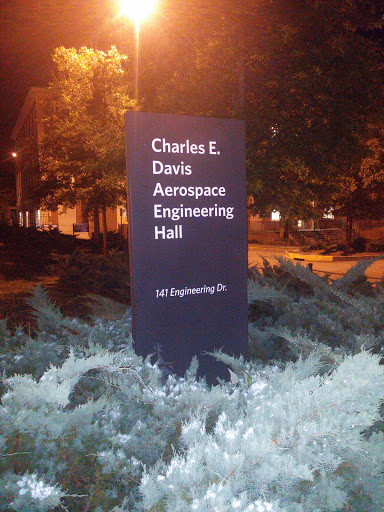 Charles E.
Davis
Aerospace
Engineering
Hall
141 Engineering Dr.